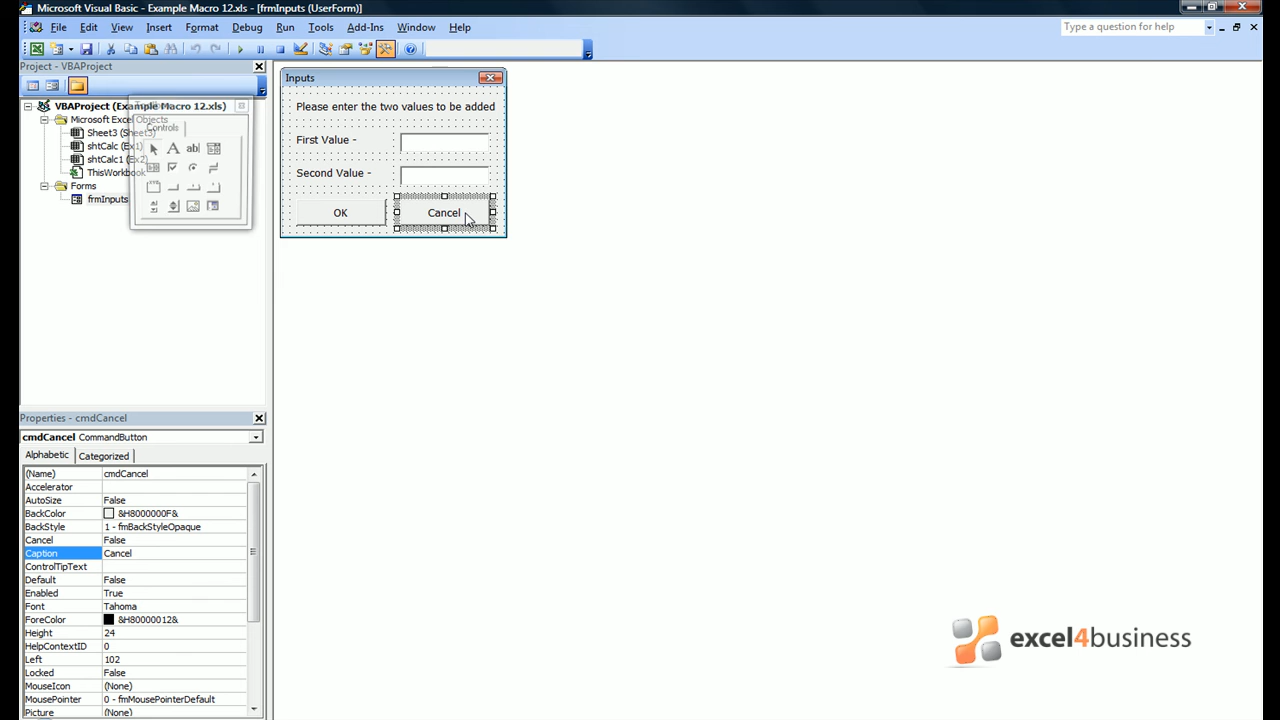 Microsoft Visual Basic - Example Macro 12.xls - [frmInputs (UserForm)]
File Edit View Insert Format Debug Run Tools Add-Ins Window Help
Type a question for help
Project - VBAProject
VBAProject (Example Macro 12.xls)
Microsoft Excel Objects
Sheet3 (Sheet3)
shtCalc (Ex1)
shtCalc1 (Ex2)
ThisWorkbook
Forms
frmInputs
Controls
Inputs
Please enter the two values to be added
First Value -
Second Value -
OK
Cancel
Properties - cmdCancel
cmdCancel CommandButton
Alphabetic Categorized
(Name) cmdCancel
Accelerator
AutoSize False
BackColor &H8000000F&
BackStyle 1 - fmBackStyleOpaque
Cancel False
Caption Cancel
ControlTipText
Default False
Enabled True
Font Tahoma
ForeColor &H80000012&
Height 24
HelpContextID 0
Left 102
Locked False
MouseIcon (None)
MousePointer 0 - fmMousePointerDefault
Picture (None)
excel4business